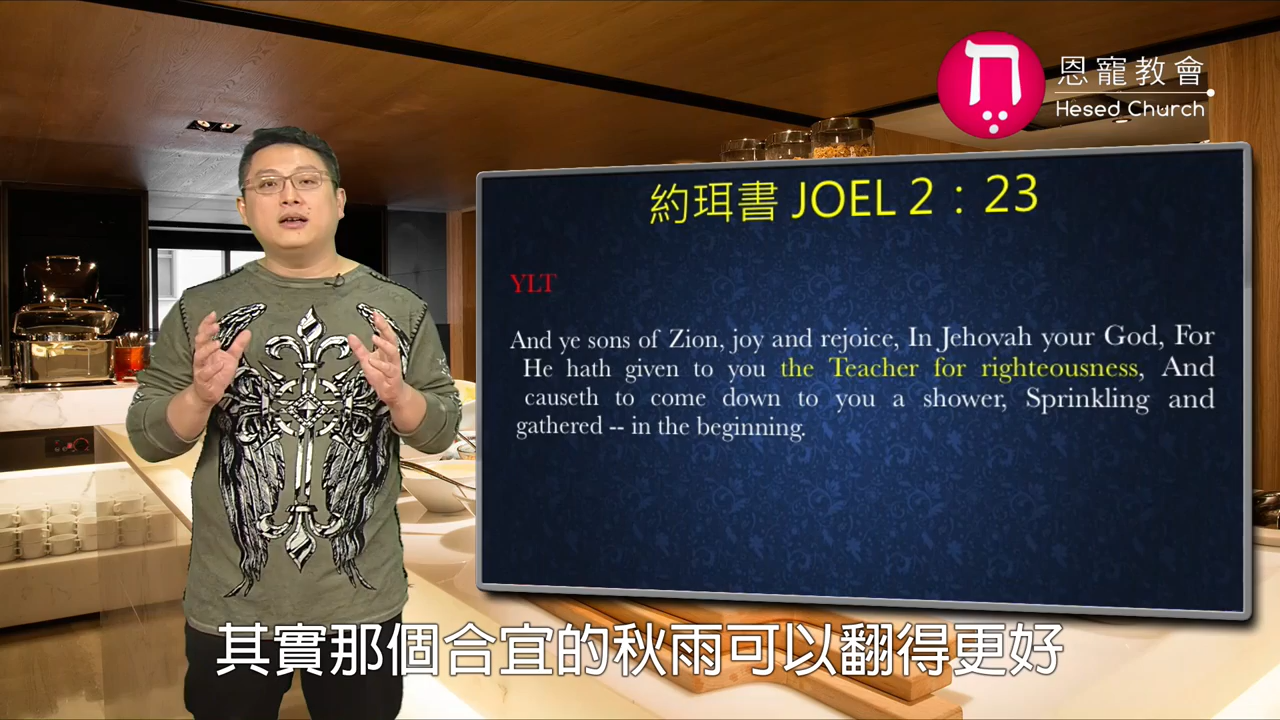 恩寵教會
Hesed Church
約珥書 JOEL 2：23
YLT
And ye sons of Zion, joy and rejoice, In Jehovah your God, For
He hath given to you the Teacher for righteousness, And
causeth to come down to you a shower, Sprinkling and
gathered -- in the beginning.
其實那個合宜的秋雨可以翻得更好